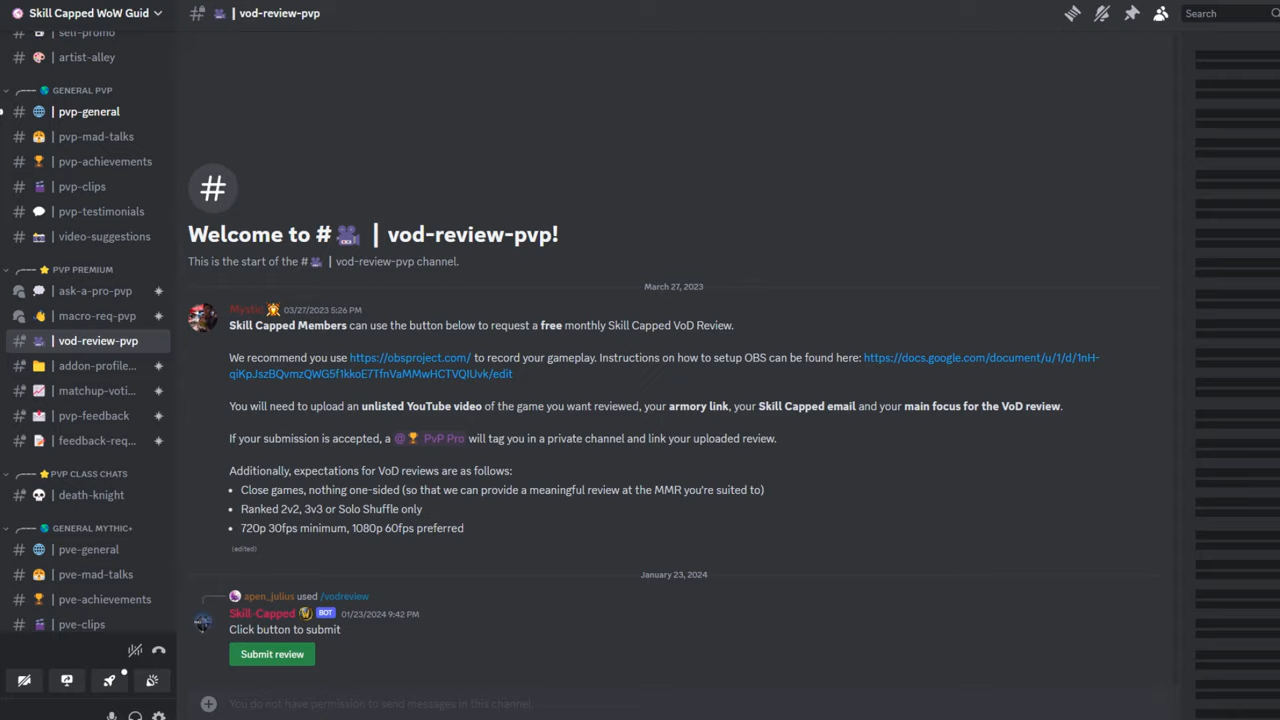 Skill Capped WoW Guid
| vod-review-pvp
Search
self-promo
artist-alley
GENERAL PVP
| pvp-general
| pvp-mad-talks
| pvp-achievements
| pvp-clips
| pvp-testimonials
| video-suggestions
PVP PREMIUM
| ask-a-pro-pvp
| macro-req-pvp
| vod-review-pvp
| addon-profile...
| matchup-voti...
| pvp-feedback
| feedback-req...
PVP CLASS CHATS
| death-knight
GENERAL MYTHIC+
| pve-general
| pve-mad-talks
| pve-achievements
| pve-clips
Welcome to # | vod-review-pvp!
This is the start of the # | vod-review-pvp channel.
March 27, 2023
Mystic 03/27/2023 5:26 PM
Skill Capped Members can use the button below to request a free monthly Skill Capped VoD Review.
We recommend you use https://obsproject.com/ to record your gameplay. Instructions on how to setup OBS can be found here: https://docs.google.com/document/u/1/d/1nH-
qiKpJszBQvmzQWG5f1kkoE7TfnVaMMwHCTVQIUvk/edit
You will need to upload an unlisted YouTube video of the game you want reviewed, your armory link, your Skill Capped email and your main focus for the VoD review.
If your submission is accepted, a @ PvP Pro will tag you in a private channel and link your uploaded review.
Additionally, expectations for VoD reviews are as follows:
• Close games, nothing one-sided (so that we can provide a meaningful review at the MMR you're suited to)
• Ranked 2v2, 3v3 or Solo Shuffle only
• 720p 30fps minimum, 1080p 60fps preferred
(edited)
January 23, 2024
apen_julius used /vodreview
Skill-Capped BOT 01/23/2024 9:42 PM
Click button to submit
Submit review
You do not have permission to send messages in this channel.